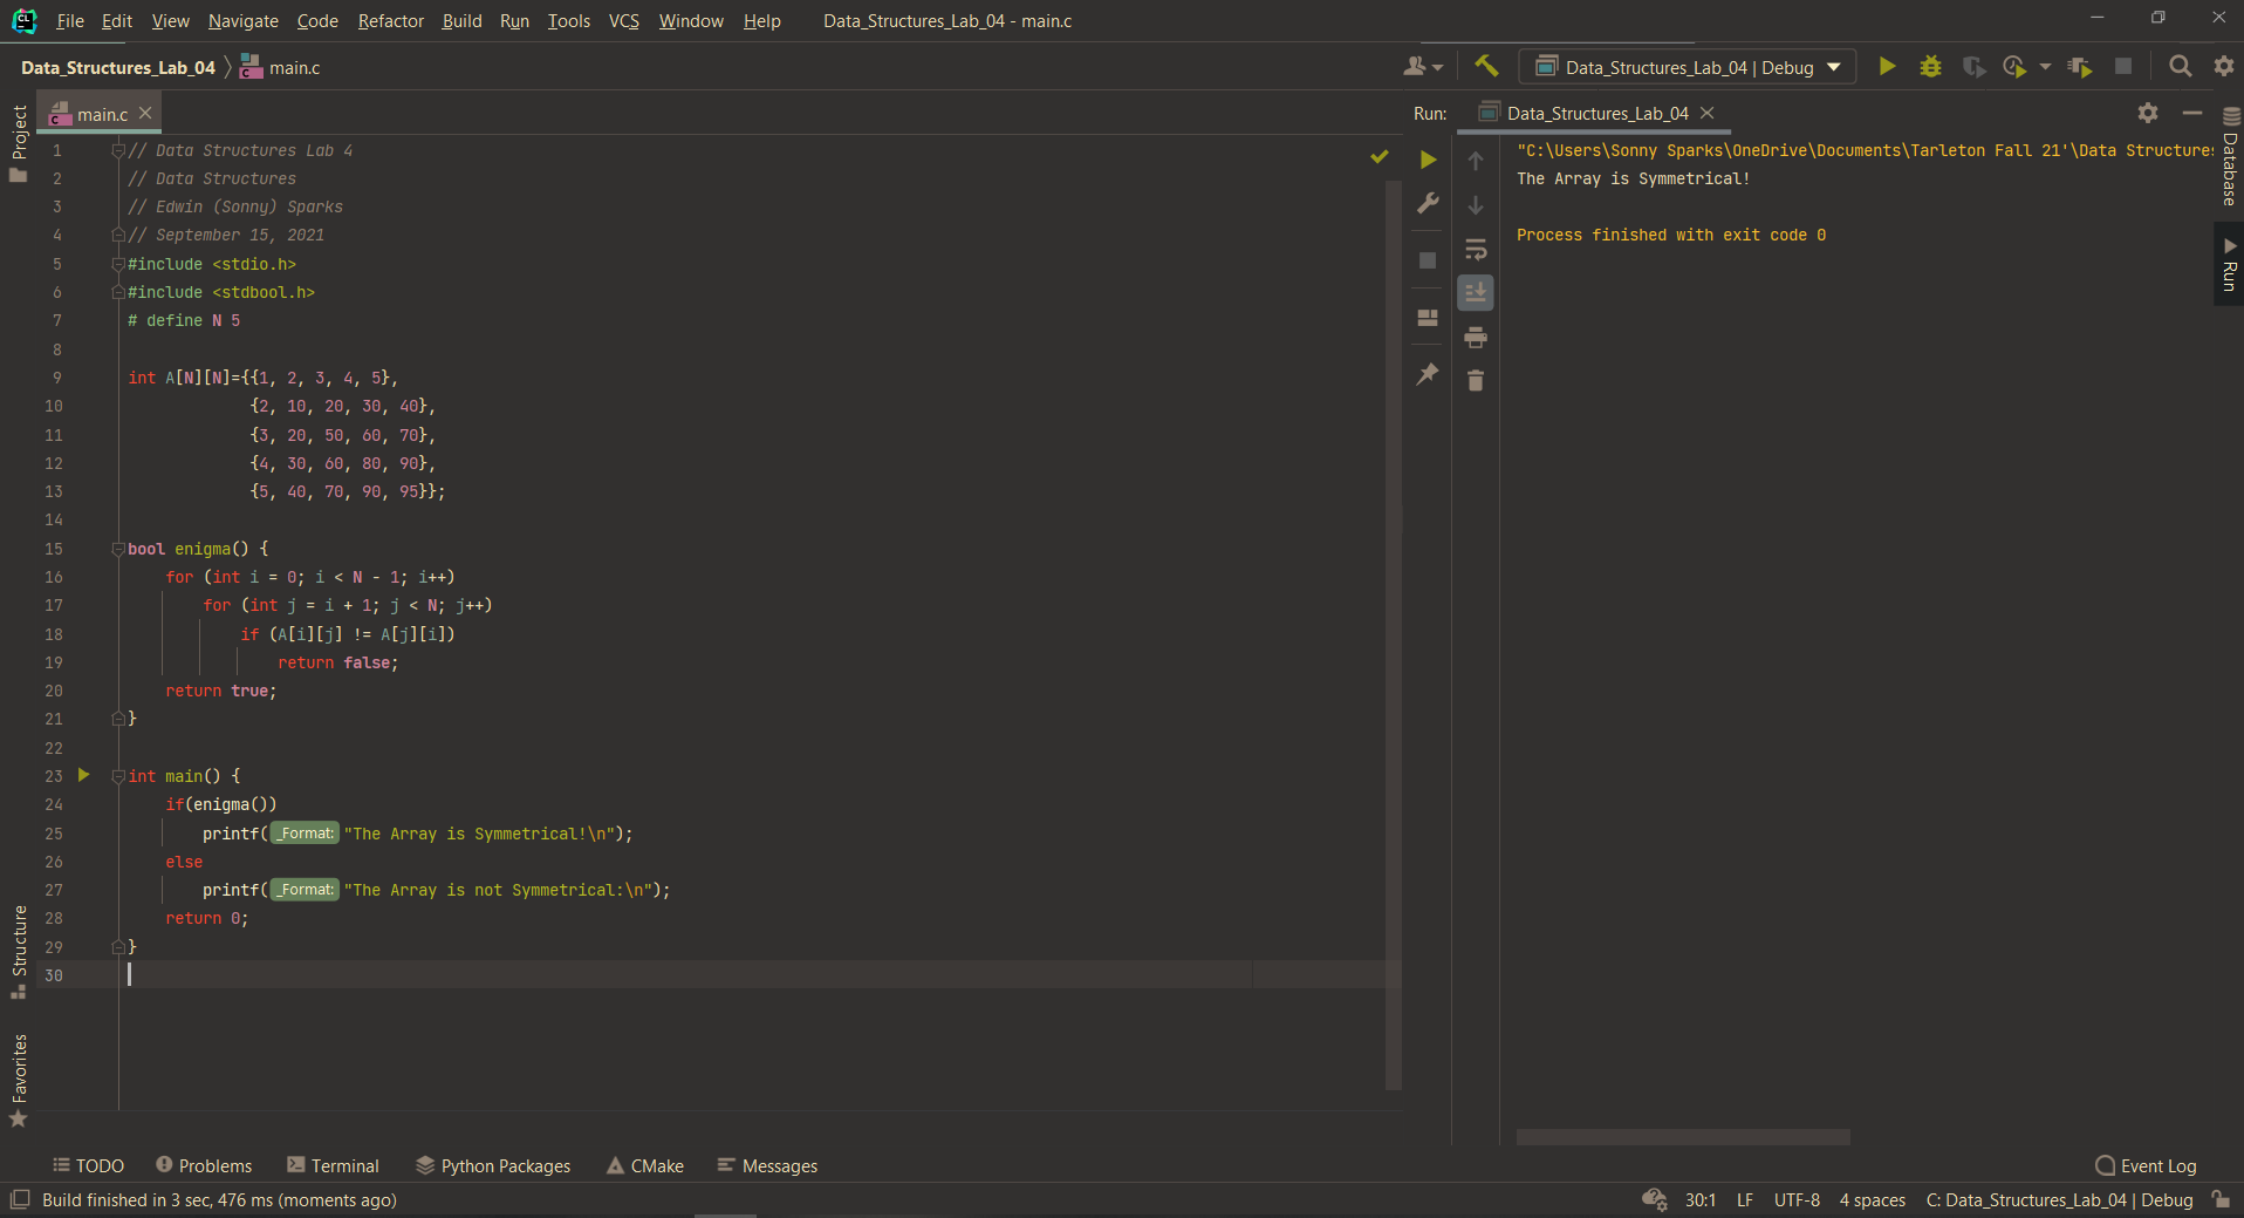 CL File Edit View Navigate Code Refactor Build Run Tools VCS Window Help Data_Structures_Lab_04 - main.c
Data_Structures_Lab_04 〉 main.c
Data_Structures_Lab_04 | Debug
Project
main.c
1 // Data Structures Lab 4
2 // Data Structures
3 // Edwin (Sonny) Sparks
4 // September 15, 2021
5 #include <stdio.h>
6 #include <stdbool.h>
7 # define N 5
8
9 int A[N][N]={{1, 2, 3, 4, 5},
10 {2, 10, 20, 30, 40},
11 {3, 20, 50, 60, 70},
12 {4, 30, 60, 80, 90},
13 {5, 40, 70, 90, 95}};
14
15 bool enigma() {
16 for (int i = 0; i < N - 1; i++)
17 for (int j = i + 1; j < N; j++)
18 if (A[i][j] != A[j][i])
19 return false;
20 return true;
21 }
22
23 int main() {
24 if(enigma())
25 printf( _Format: "The Array is Symmetrical!\n");
26 else
27 printf( _Format: "The Array is not Symmetrical:\n");
28 return 0;
29 }
30
Structure
Favorites
Run: Data_Structures_Lab_04
"C:\Users\Sonny Sparks\OneDrive\Documents\Tarleton Fall 21'\Data Structures
The Array is Symmetrical!
Process finished with exit code 0
Database
Run
TODO Problems Terminal Python Packages CMake Messages Event Log
Build finished in 3 sec, 476 ms (moments ago) 30:1 LF UTF-8 4 spaces C: Data_Structures_Lab_04 | Debug